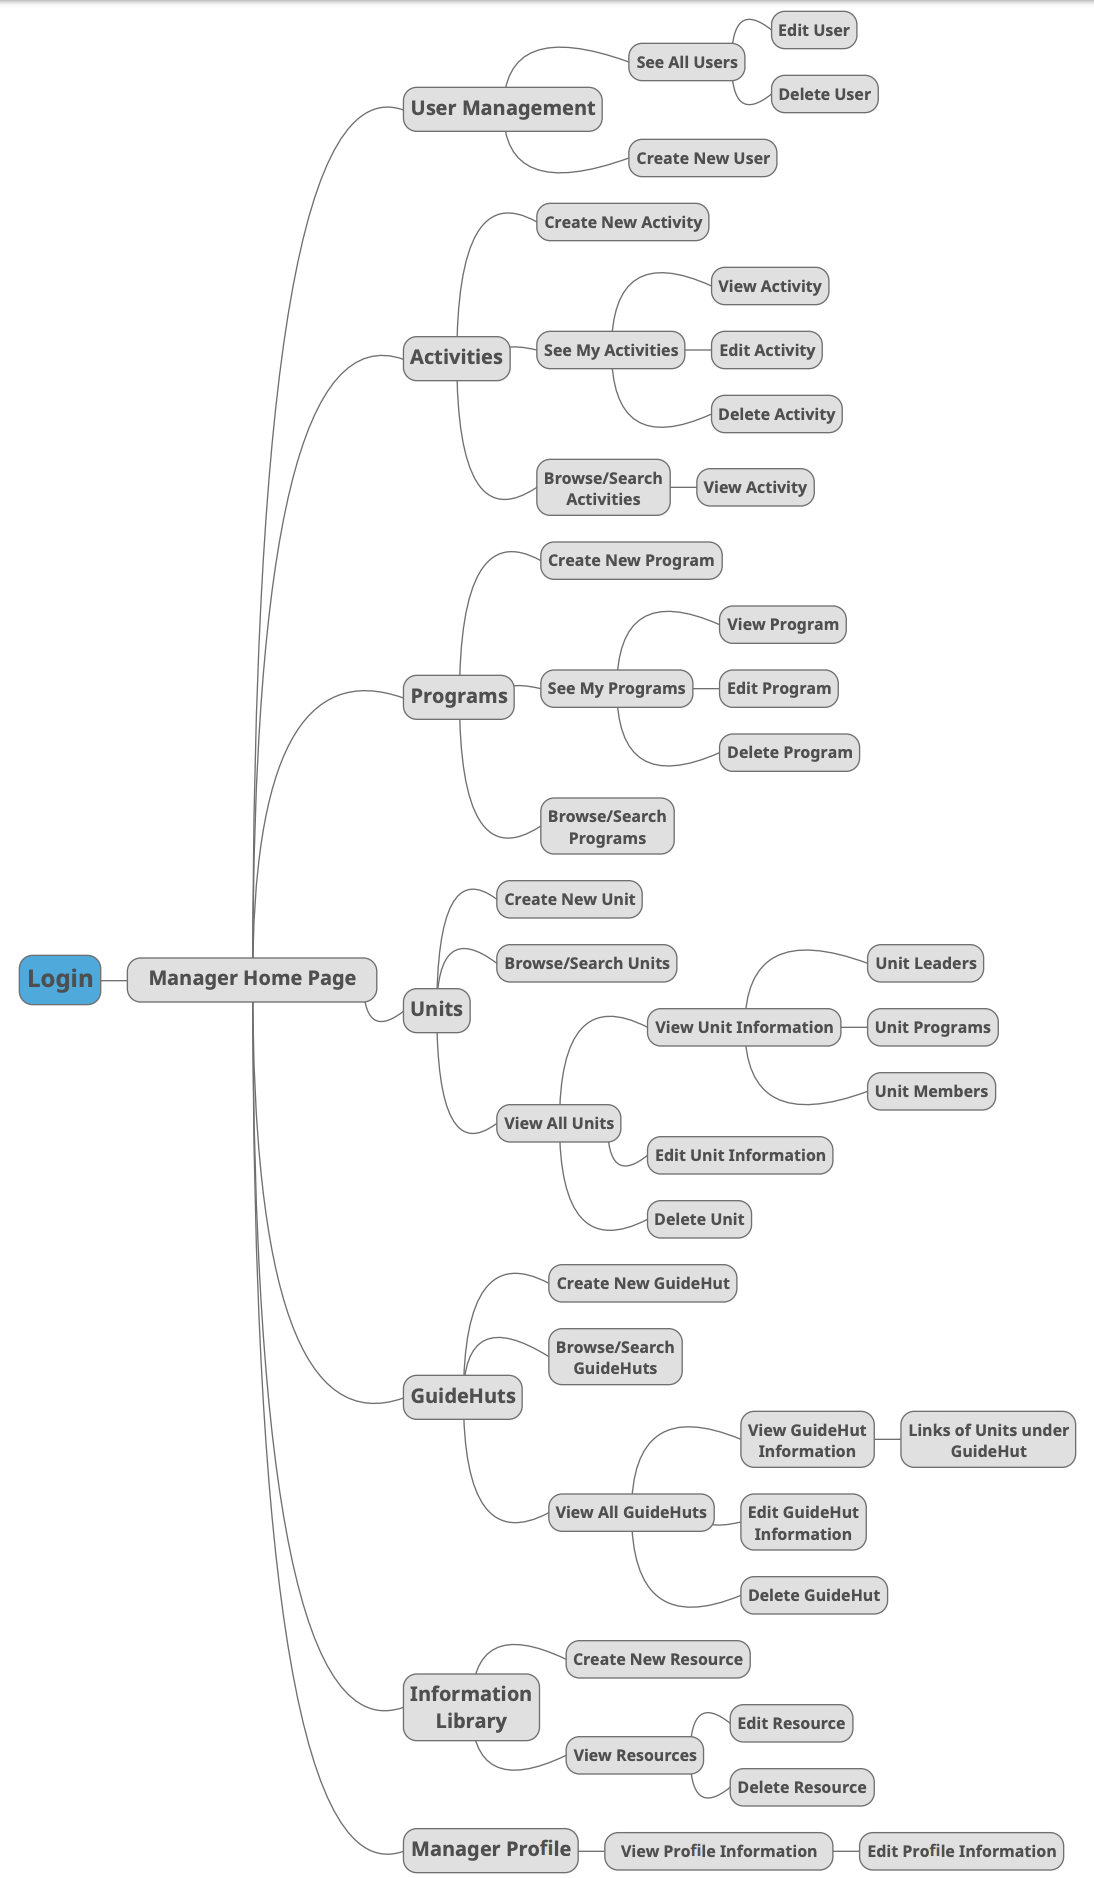 Edit User
See All Users
Delete User
User Management
Create New User
Create New Activity
View Activity
Activities
See My Activities
Edit Activity
Delete Activity
Browse/Search
Activities
View Activity
Create New Program
View Program
Programs
See My Programs
Edit Program
Delete Program
Browse/Search
Programs
Create New Unit
Browse/Search Units
Unit Leaders
Login
Manager Home Page
Units
View Unit Information
Unit Programs
Unit Members
View All Units
Edit Unit Information
Delete Unit
Create New GuideHut
Browse/Search
GuideHuts
GuideHuts
View GuideHut
Information
Links of Units under
GuideHut
View All GuideHuts
Edit GuideHut
Information
Delete GuideHut
Create New Resource
Information
Library
Edit Resource
View Resources
Delete Resource
Manager Profile
View Profile Information
Edit Profile Information